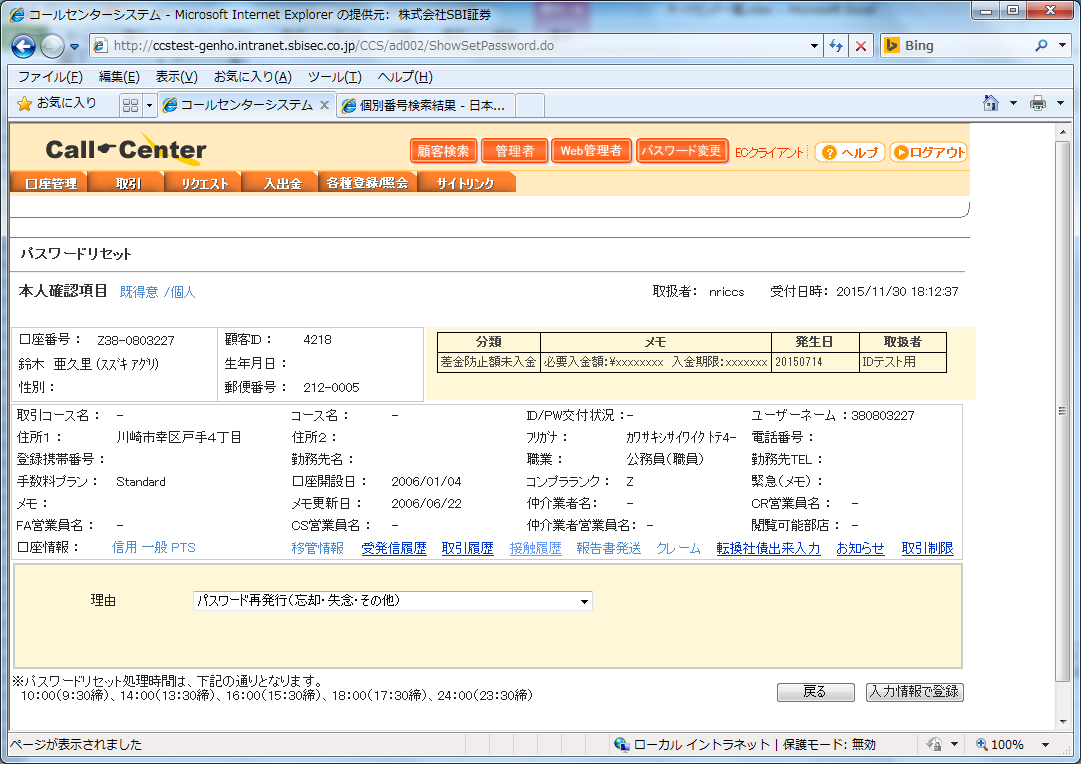 コールセンターシステム - Microsoft Internet Explorer の提供元: 株式会社SBI証券
http://ccstest-genho.intranet.sbisec.co.jp/CCS/ad002/ShowSetPassword.do
Bing
ファイル(F) 編集(E) 表示(V) お気に入り(A) ツール(T) ヘルプ(H)
お気に入り コールセンターシステム 個別番号検索結果 - 日本...
Call Center 顧客検索 管理者 Web管理者 パスワード変更 ECクライアント ヘルプ ログアウト
口座管理 取引 リクエスト 入出金 各種登録/照会 サイトリンク
パスワードリセット
本人確認項目 既得意 /個人 取扱者: nriccs 受付日時: 2015/11/30 18:12:37
口座番号: Z38-0803227 顧客ID: 4218
鈴木 亜久里(ｽｽﾞｷ ｱｸﾘ) 生年月日:
性別: 郵便番号: 212-0005
分類 メモ 発生日 取扱者
差金防止額未入金 必要入金額:¥xxxxxxxx 入金期限:xxxxxxx 20150714 IDテスト用
取引コース名: - コース名: - ID/PW交付状況:- ユーザーネーム:380803227
住所1: 川崎市幸区戸手4丁目 住所2: ﾌﾘｶﾞﾅ: ｶﾜｻｷｼｻｲﾜｲｸ ﾄﾃ4- 電話番号:
登録携帯番号: 勤務先名: 職業: 公務員(職員) 勤務先TEL:
手数料プラン: Standard 口座開設日: 2006/01/04 コンプラランク: Z 緊急(メモ):
メモ: メモ更新日: 2006/06/22 仲介業者名: - CR営業員名: -
FA営業員名: - CS営業員名: - 仲介業者営業員名: - 閲覧可能部店: -
口座情報: 信用 一般 PTS 移管情報 受発信履歴 取引履歴 接触履歴 報告書発送 クレーム 転換社債出来入力 お知らせ 取引制限
理由 パスワード再発行(忘却・失念・その他)
※パスワードリセット処理時間は、下記の通りとなります。
10:00(9:30締)、14:00(13:30締)、16:00(15:30締)、18:00(17:30締)、24:00(23:30締)
戻る 入力情報で登録
ページが表示されました ローカル イントラネット | 保護モード: 無効 100%